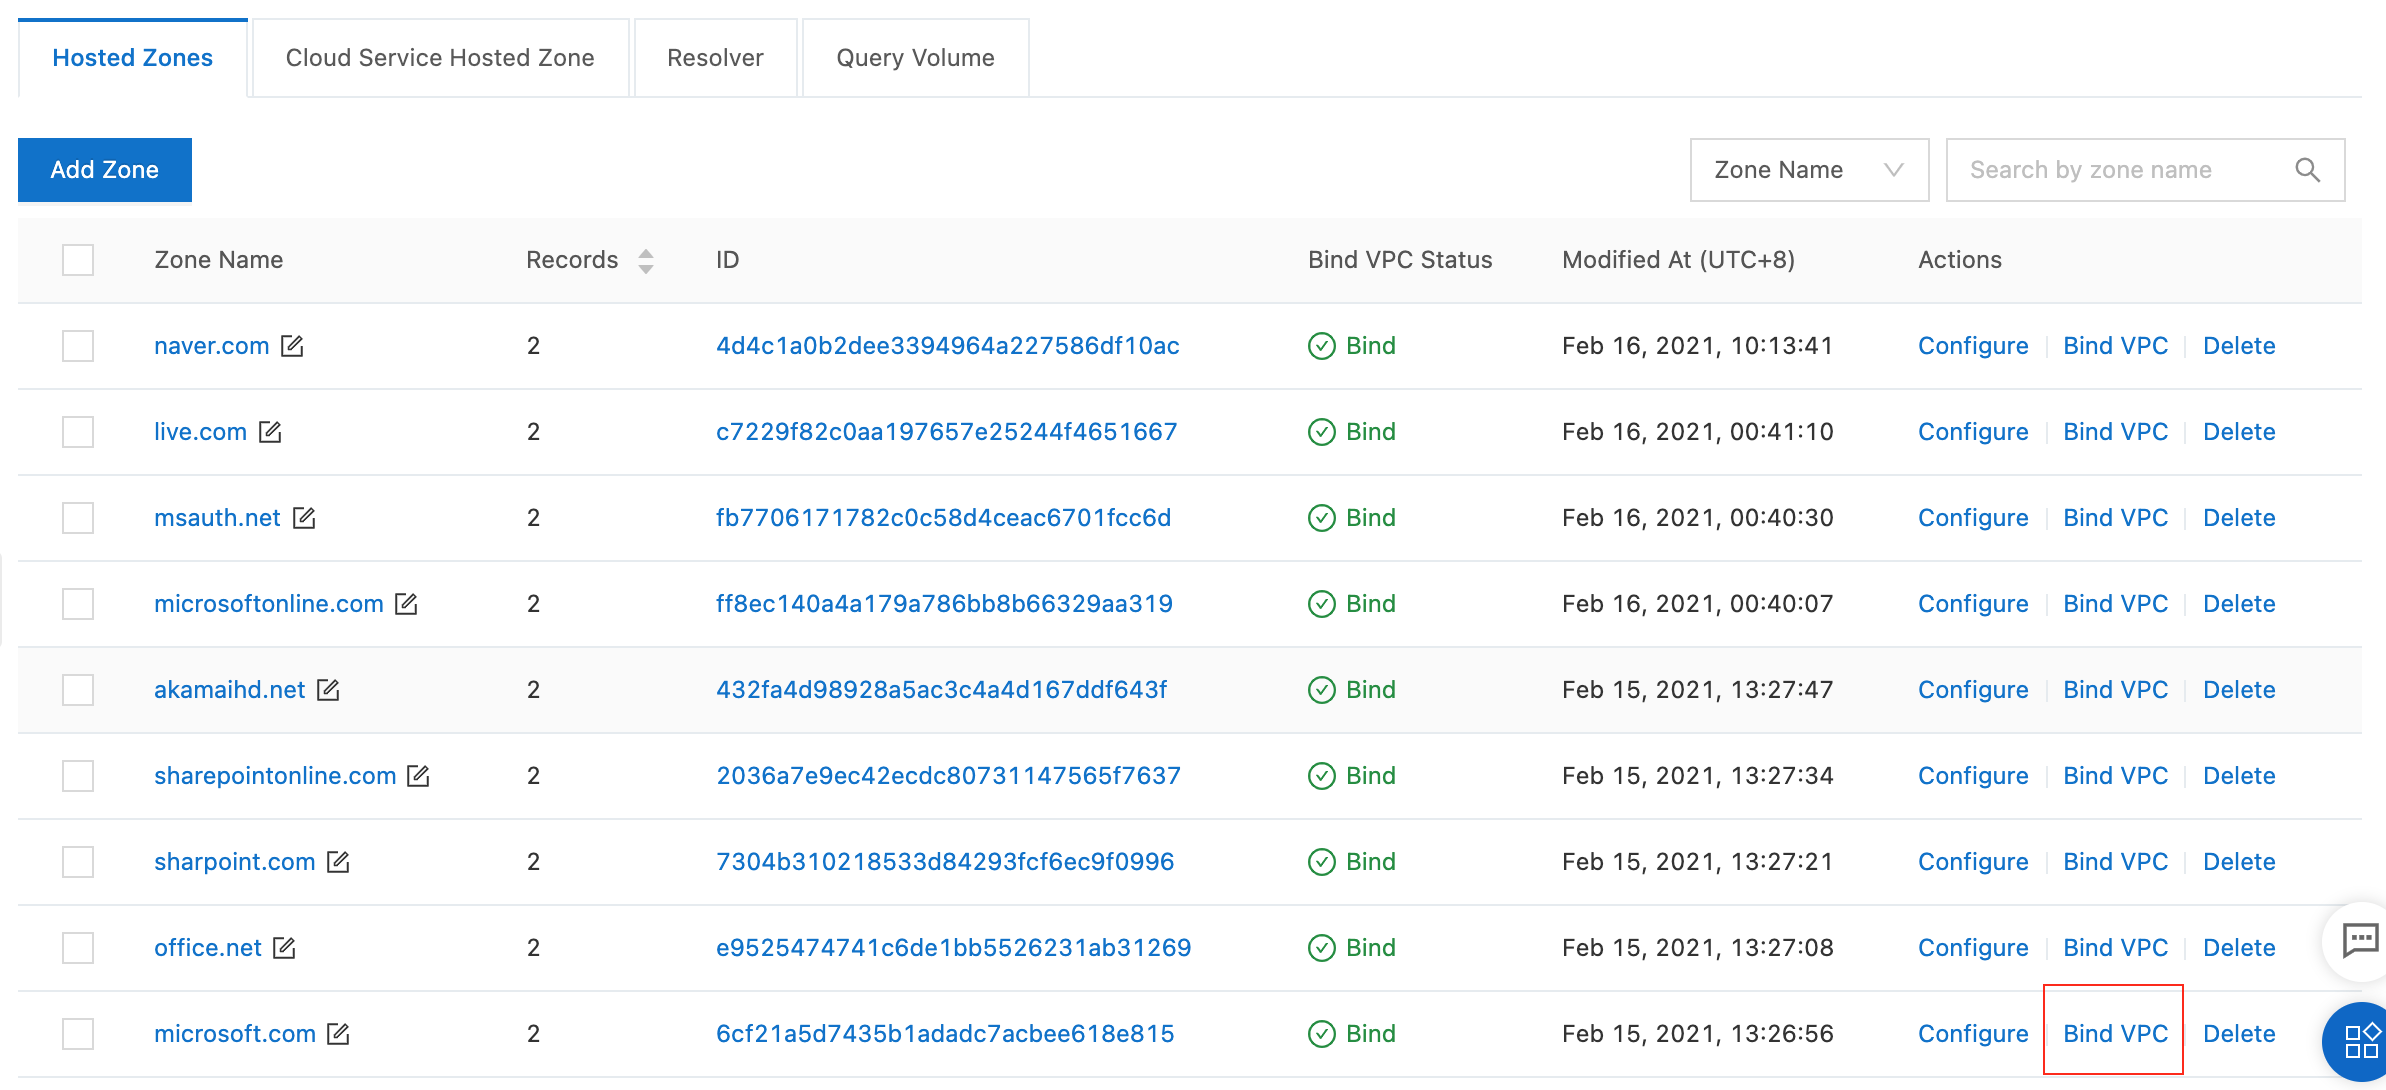 Hosted Zones Cloud Service Hosted Zone Resolver Query Volume
Add Zone Zone Name Search by zone name
Zone Name Records ID Bind VPC Status Modified At (UTC+8) Actions
naver.com 2 4d4c1a0b2dee3394964a227586df10ac Bind Feb 16, 2021, 10:13:41 Configure Bind VPC Delete
live.com 2 c7229f82c0aa197657e25244f4651667 Bind Feb 16, 2021, 00:41:10 Configure Bind VPC Delete
msauth.net 2 fb7706171782c0c58d4ceac6701fcc6d Bind Feb 16, 2021, 00:40:30 Configure Bind VPC Delete
microsoftonline.com 2 ff8ec140a4a179a786bb8b66329aa319 Bind Feb 16, 2021, 00:40:07 Configure Bind VPC Delete
akamaihd.net 2 432fa4d98928a5ac3c4a4d167ddf643f Bind Feb 15, 2021, 13:27:47 Configure Bind VPC Delete
sharepointonline.com 2 2036a7e9ec42ecdc80731147565f7637 Bind Feb 15, 2021, 13:27:34 Configure Bind VPC Delete
sharpoint.com 2 7304b310218533d84293fcf6ec9f0996 Bind Feb 15, 2021, 13:27:21 Configure Bind VPC Delete
office.net 2 e9525474741c6de1bb5526231ab31269 Bind Feb 15, 2021, 13:27:08 Configure Bind VPC Delete
microsoft.com 2 6cf21a5d7435b1adadc7acbee618e815 Bind Feb 15, 2021, 13:26:56 Configure Bind VPC Delete